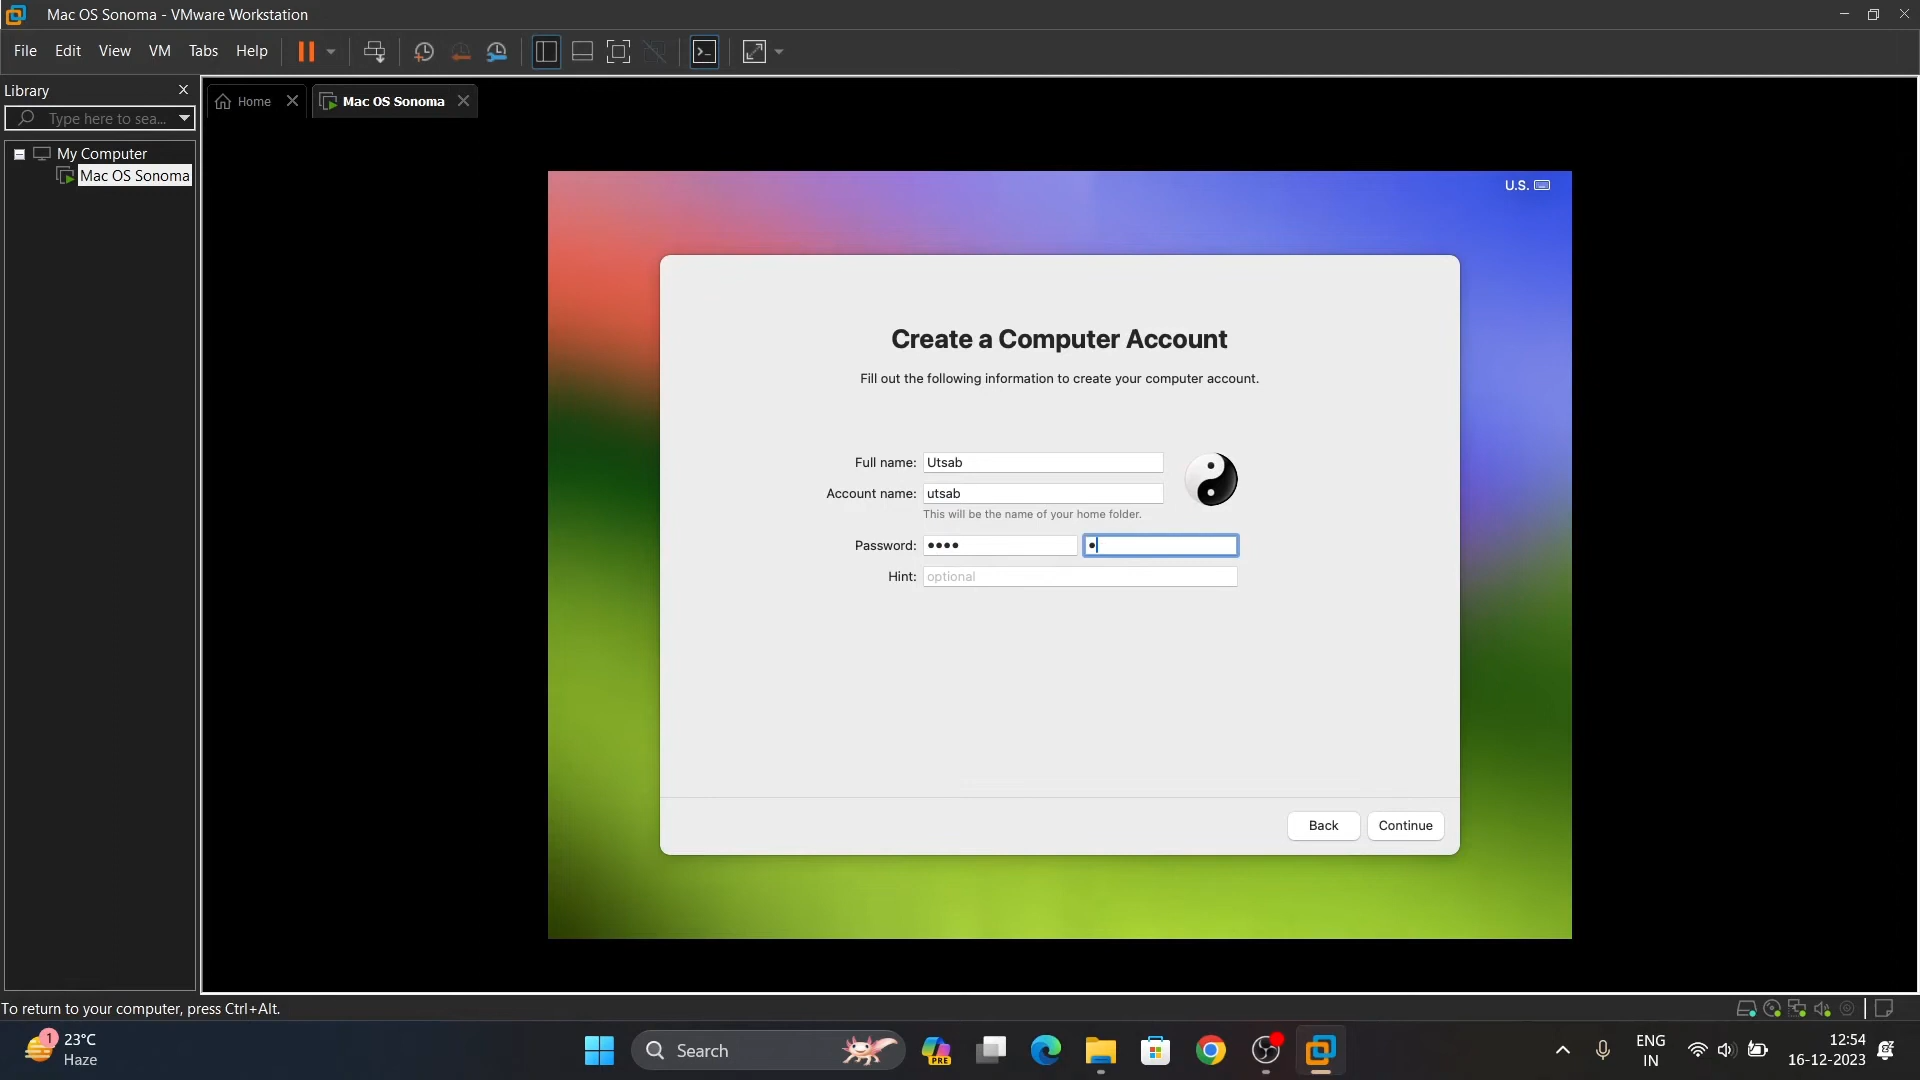 Mac OS Sonoma - VMware Workstation
File Edit View VM Tabs Help
Library
Type here to sea...
My Computer
Mac OS Sonoma
Home
Mac OS Sonoma
U.S.
Create a Computer Account
Fill out the following information to create your computer account.
Full name: Utsab
Account name: utsab
This will be the name of your home folder.
Password: •••• •
Hint: optional
Back Continue
To return to your computer, press Ctrl+Alt.
1
23°C
Haze
Search
PRE
ENG
IN
12:54
16-12-2023